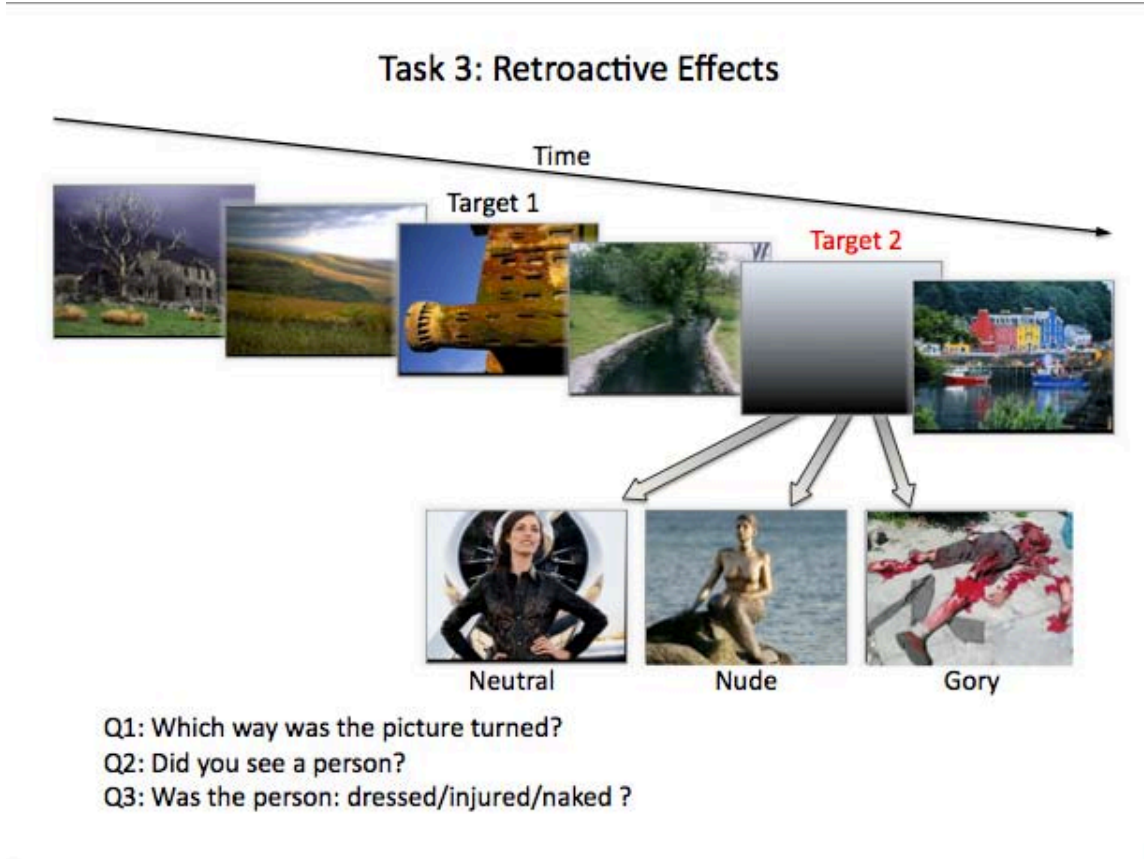 Task 3: Retroactive Effects
Time
Target 1
Target 2
Neutral
Nude
Gory
Q1: Which way was the picture turned?
Q2: Did you see a person?
Q3: Was the person: dressed/injured/naked ?